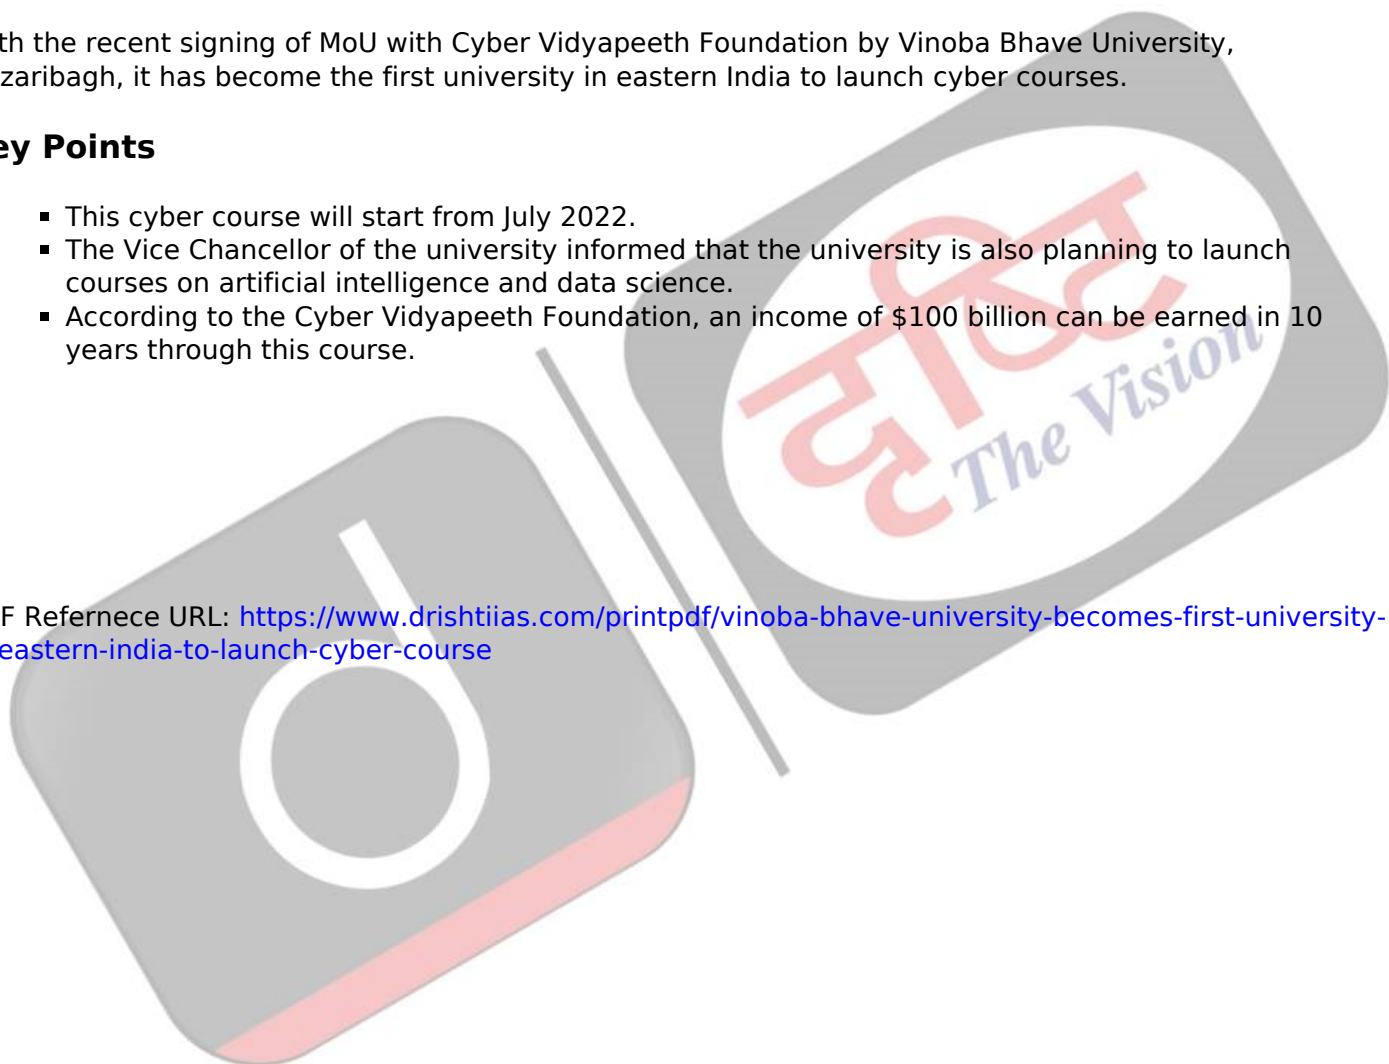 th the recent signing of MoU with Cyber Vidyapeeth Foundation by Vinoba Bhave University,
zaribagh, it has become the first university in eastern India to launch cyber courses.
ey Points
▪ This cyber course will start from July 2022.
▪ The Vice Chancellor of the university informed that the university is also planning to launch
courses on artificial intelligence and data science.
▪ According to the Cyber Vidyapeeth Foundation, an income of $100 billion can be earned in 10
years through this course.
दृष्टि
The Vision
d
F Refernece URL: https://www.drishtiias.com/printpdf/vinoba-bhave-university-becomes-first-university-
eastern-india-to-launch-cyber-course